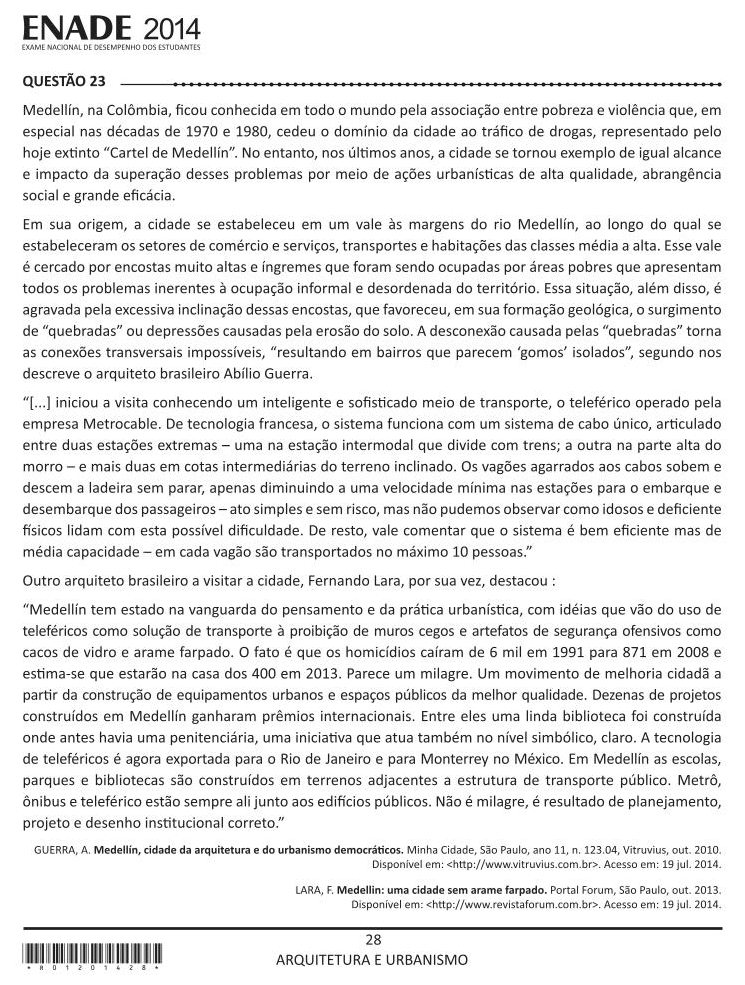 ENADE 2014
EXAME NACIONAL DE DESEMPENHO DOS ESTUDANTES
QUESTÃO 23
Medellín, na Colômbia, ficou conhecida em todo o mundo pela associação entre pobreza e violência que, em
especial nas décadas de 1970 e 1980, cedeu o domínio da cidade ao tráfico de drogas, representado pelo
hoje extinto “Cartel de Medellín”. No entanto, nos últimos anos, a cidade se tornou exemplo de igual alcance
e impacto da superação desses problemas por meio de ações urbanísticas de alta qualidade, abrangência
social e grande eficácia.
Em sua origem, a cidade se estabeleceu em um vale às margens do rio Medellín, ao longo do qual se
estabeleceram os setores de comércio e serviços, transportes e habitações das classes média a alta. Esse vale
é cercado por encostas muito altas e íngremes que foram sendo ocupadas por áreas pobres que apresentam
todos os problemas inerentes à ocupação informal e desordenada do território. Essa situação, além disso, é
agravada pela excessiva inclinação dessas encostas, que favoreceu, em sua formação geológica, o surgimento
de “quebradas” ou depressões causadas pela erosão do solo. A desconexão causada pelas “quebradas” torna
as conexões transversais impossíveis, “resultando em bairros que parecem ‘gomos’ isolados”, segundo nos
descreve o arquiteto brasileiro Abílio Guerra.
“[...] iniciou a visita conhecendo um inteligente e sofisticado meio de transporte, o teleférico operado pela
empresa Metrocable. De tecnologia francesa, o sistema funciona com um sistema de cabo único, articulado
entre duas estações extremas – uma na estação intermodal que divide com trens; a outra na parte alta do
morro – e mais duas em cotas intermediárias do terreno inclinado. Os vagões agarrados aos cabos sobem e
descem a ladeira sem parar, apenas diminuindo a uma velocidade mínima nas estações para o embarque e
desembarque dos passageiros – ato simples e sem risco, mas não pudemos observar como idosos e deficiente
físicos lidam com esta possível dificuldade. De resto, vale comentar que o sistema é bem eficiente mas de
média capacidade – em cada vagão são transportados no máximo 10 pessoas.”
Outro arquiteto brasileiro a visitar a cidade, Fernando Lara, por sua vez, destacou :
“Medellín tem estado na vanguarda do pensamento e da prática urbanística, com idéias que vão do uso de
teleféricos como solução de transporte à proibição de muros cegos e artefatos de segurança ofensivos como
cacos de vidro e arame farpado. O fato é que os homicídios caíram de 6 mil em 1991 para 871 em 2008 e
estima-se que estarão na casa dos 400 em 2013. Parece um milagre. Um movimento de melhoria cidadã a
partir da construção de equipamentos urbanos e espaços públicos da melhor qualidade. Dezenas de projetos
construídos em Medellín ganharam prêmios internacionais. Entre eles uma linda biblioteca foi construída
onde antes havia uma penitenciária, uma iniciativa que atua também no nível simbólico, claro. A tecnologia
de teleféricos é agora exportada para o Rio de Janeiro e para Monterrey no México. Em Medellín as escolas,
parques e bibliotecas são construídos em terrenos adjacentes a estrutura de transporte público. Metrô,
ônibus e teleférico estão sempre ali junto aos edifícios públicos. Não é milagre, é resultado de planejamento,
projeto e desenho institucional correto.”
GUERRA, A. Medellín, cidade da arquitetura e do urbanismo democráticos. Minha Cidade, São Paulo, ano 11, n. 123.04, Vitruvius, out. 2010.
Disponível em: <http://www.vitruvius.com.br>. Acesso em: 19 jul. 2014.
LARA, F. Medellin: uma cidade sem arame farpado. Portal Forum, São Paulo, out. 2013.
Disponível em: <http://www.revistaforum.com.br>. Acesso em: 19 jul. 2014.
28
ARQUITETURA E URBANISMO
* R 0 1 2 0 1 4 2 8 *